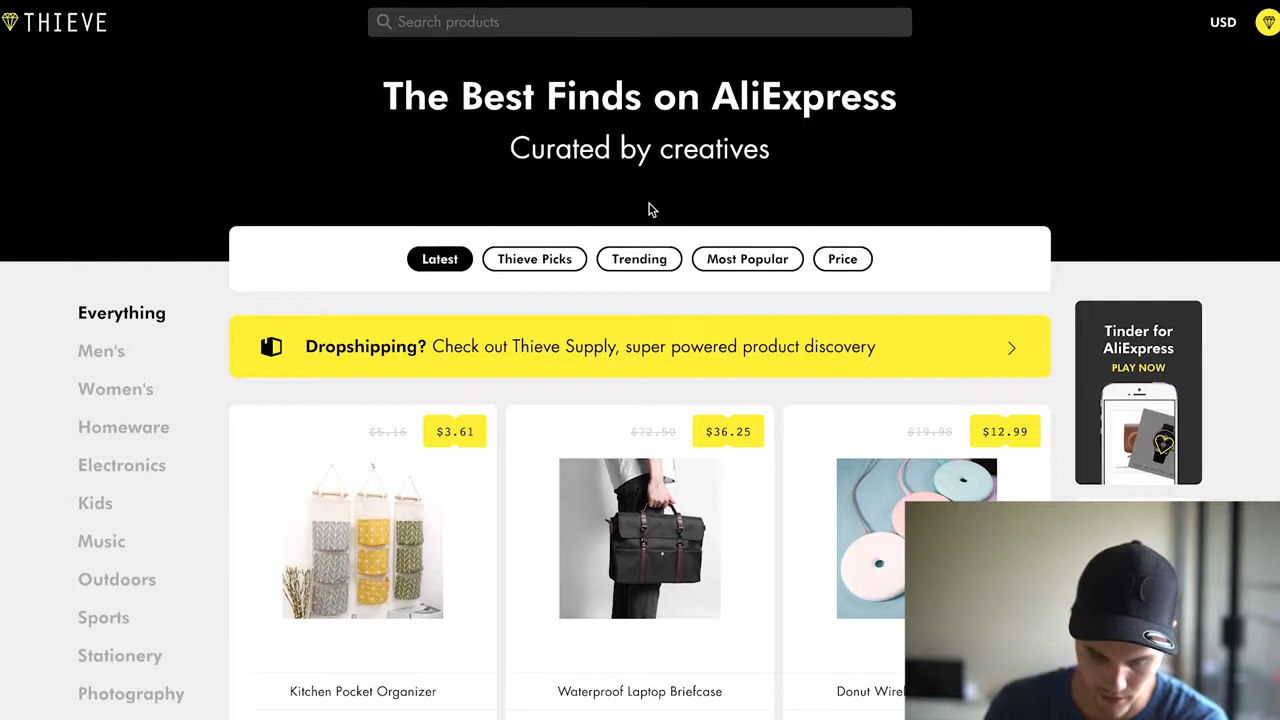 THIEVE
Search products
USD
The Best Finds on AliExpress
Curated by creatives
Latest
Thieve Picks
Trending
Most Popular
Price
Everything
Men's
Women's
Homeware
Electronics
Kids
Music
Outdoors
Sports
Stationery
Photography
Dropshipping? Check out Thieve Supply, super powered product discovery
Tinder for
AliExpress
PLAY NOW
$5.16
$3.61
$72.50
$36.25
$19.98
$12.99
Kitchen Pocket Organizer
Waterproof Laptop Briefcase
Donut